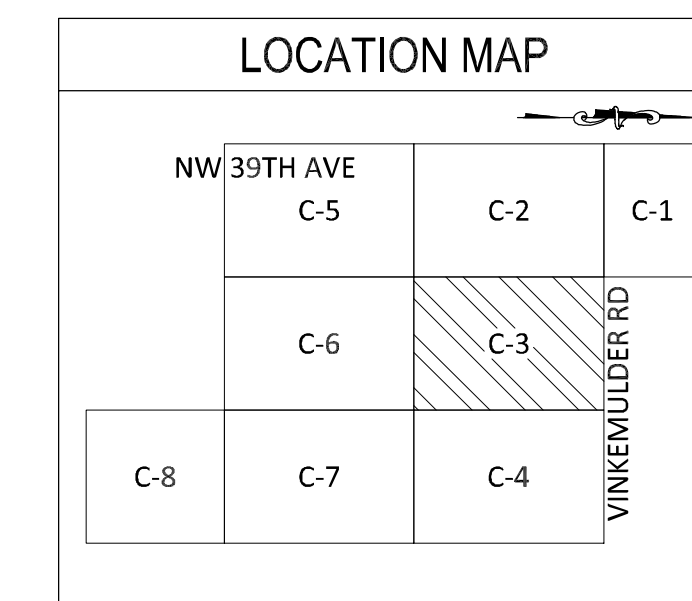 LOCATION MAP
NW 39TH AVE
C-5
C-2
C-1
C-6
C-3
VINKEMULDER RD
C-8
C-7
C-4